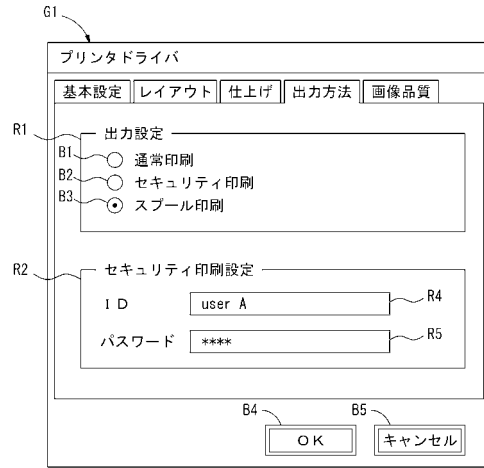 G1
プリンタドライバ
基本設定 レイアウト 仕上げ 出力方法 画像品質
R1
出力設定
B1 通常印刷
B2 セキュリティ印刷
B3 スプール印刷
R2
セキュリティ印刷設定
ID user A R4
パスワード **** R5
B4 B5
OK キャンセル